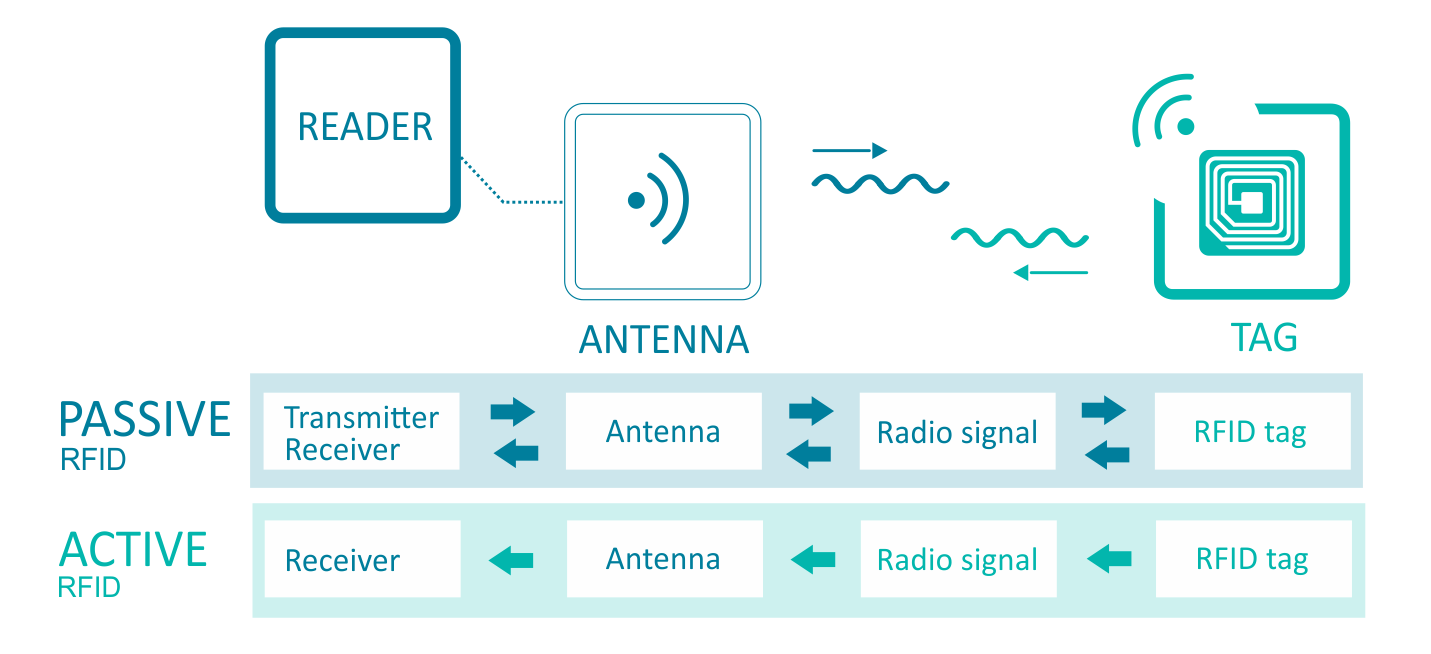 READER
ANTENNA
TAG
PASSIVE
RFID
Transmitter
Receiver
Antenna
Radio signal
RFID tag
ACTIVE
RFID
Receiver
Antenna
Radio signal
RFID tag